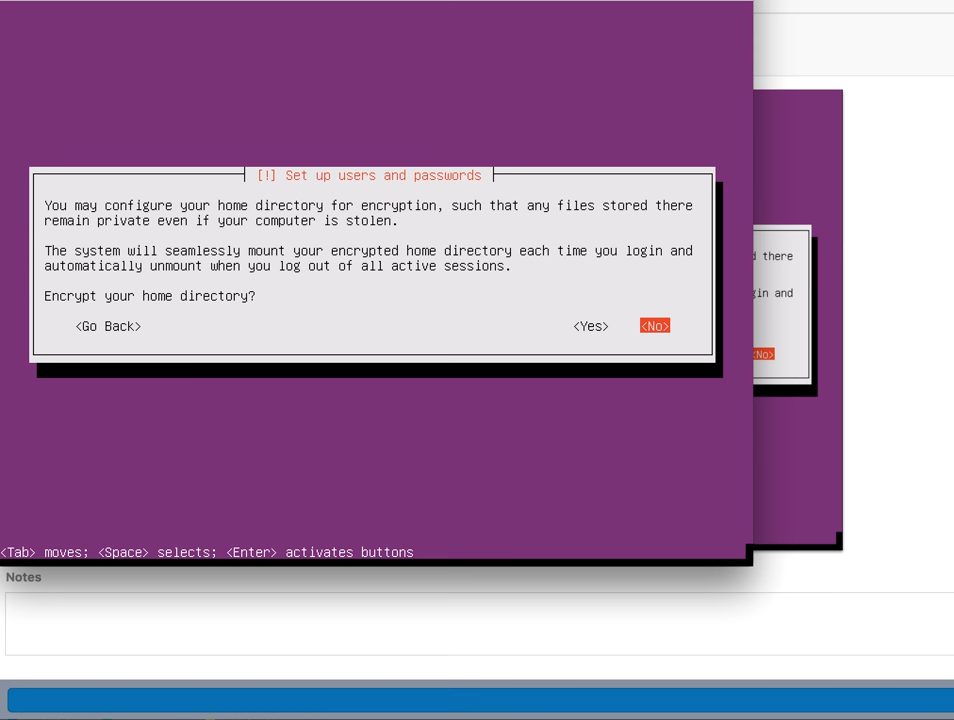 [!] Set up users and passwords
You may configure your home directory for encryption, such that any files stored there
remain private even if your computer is stolen.
The system will seamlessly mount your encrypted home directory each time you login and
automatically unmount when you log out of all active sessions.
Encrypt your home directory?
<Go Back> <Yes> <No>
<Tab> moves; <Space> selects; <Enter> activates buttons
there
and
<No>
Notes